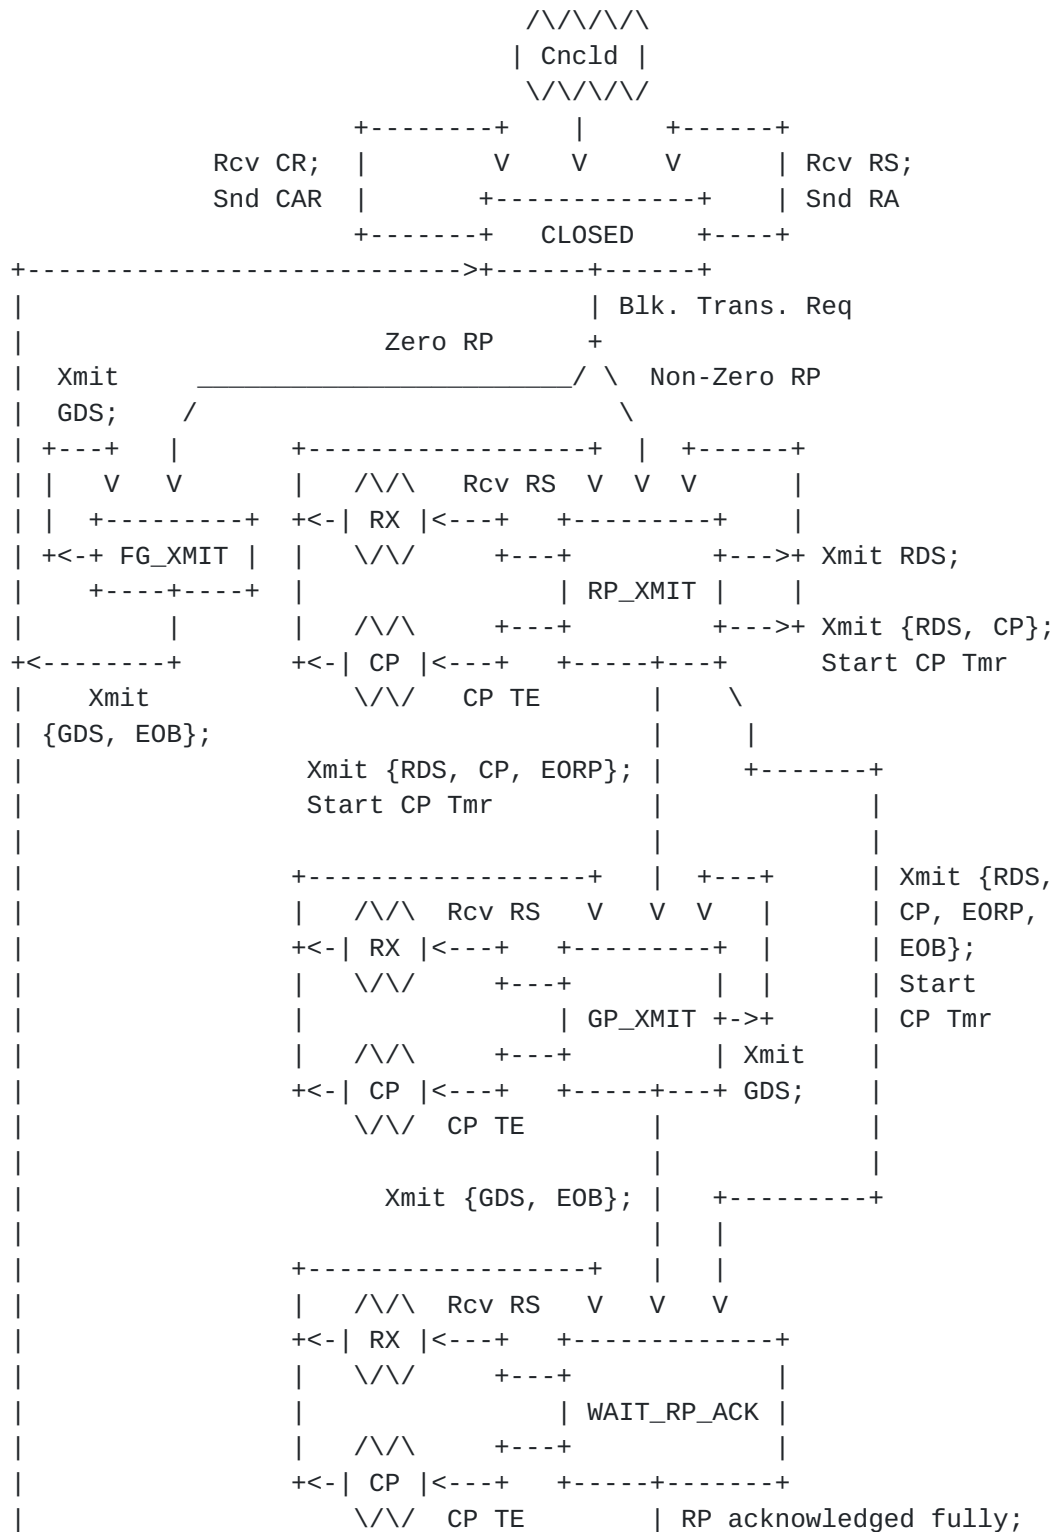 Cncld
Rcv CR; Rcv RS;
Snd CAR Snd RA
CLOSED
Blk. Trans. Req
Zero RP
Xmit Non-Zero RP
GDS;
V V V
V V Rcv RS V V V
RX
FG_XMIT Xmit RDS;
RP_XMIT
Xmit {RDS, CP};
CP Start CP Tmr
Xmit CP TE
{GDS, EOB};
Xmit {RDS, CP, EORP};
Start CP Tmr
Xmit {RDS,
Rcv RS V V V CP, EORP,
RX EOB};
Start
GP_XMIT CP Tmr
Xmit
CP GDS;
CP TE
Xmit {GDS, EOB};
Rcv RS V V V
RX
WAIT_RP_ACK
CP
CP TE RP acknowledged fully;